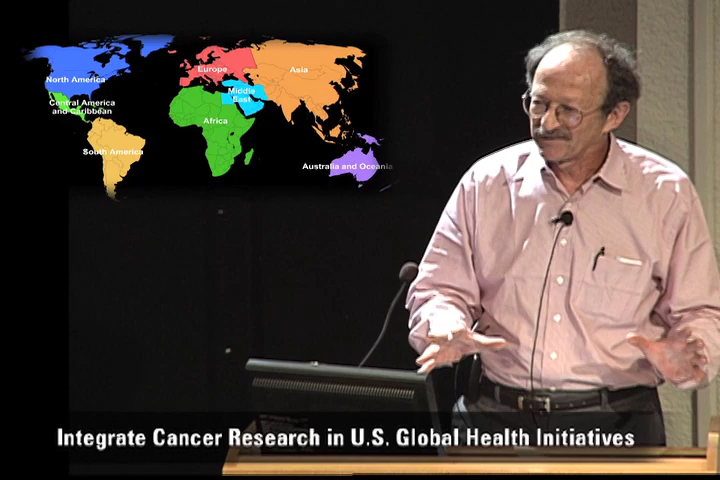 North America
Europe
Asia
Middle
East
Central America
and Caribbean
Africa
South America
Australia and Oceania
Integrate Cancer Research in U.S. Global Health Initiatives